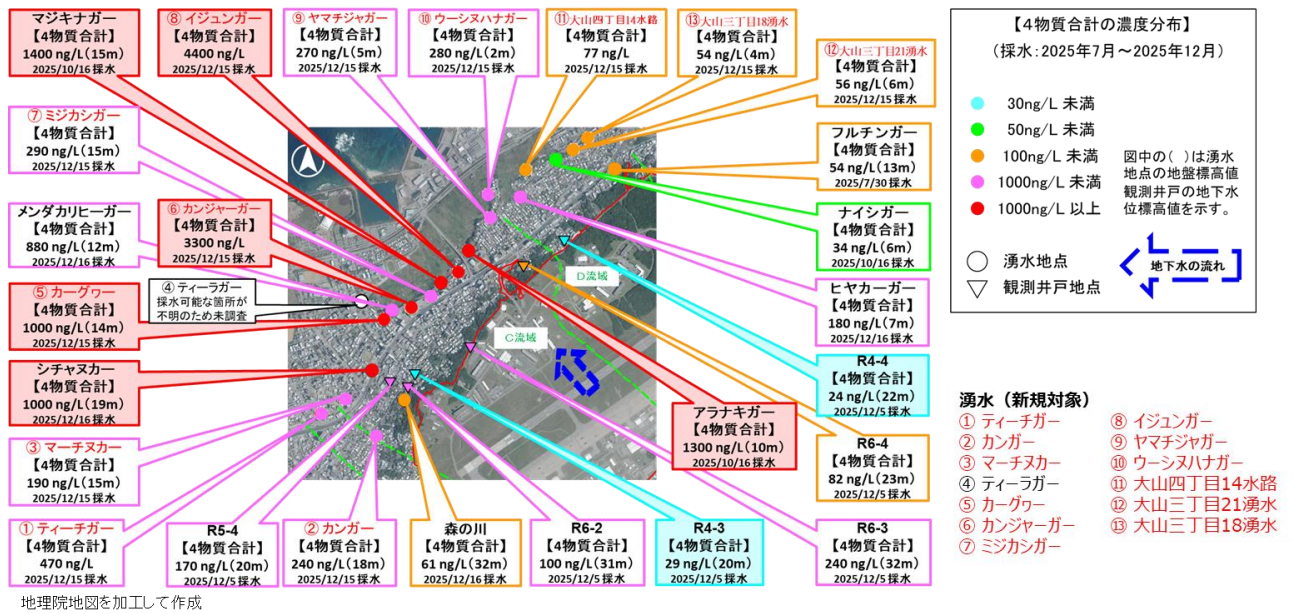 マジキナガー
【4物質合計】
1400 ng/L(15m)
2025/10/16 採水
⑧ イジュンガー
【4物質合計】
4400 ng/L
2025/12/15 採水
⑨ ヤマチジャガー
【4物質合計】
270 ng/L(5m)
2025/12/15 採水
⑩ ウーシヌハナガー
【4物質合計】
280 ng/L(2m)
2025/12/15 採水
⑪大山四丁目14水路
【4物質合計】
77 ng/L
2025/12/15 採水
⑬大山三丁目18湧水
【4物質合計】
54 ng/L(4m)
2025/12/15 採水
⑫大山三丁目21湧水
【4物質合計】
56 ng/L(6m)
2025/12/15 採水
【4物質合計の濃度分布】
(採水:2025年7月~2025年12月)
30ng/L 未満
50ng/L 未満
100ng/L 未満
1000ng/L 未満
1000ng/L 以上
図中の( )は湧水
地点の地盤標高値
観測井戸の地下水
位標高値を示す。
湧水地点
観測井戸地点
地下水の流れ
⑦ ミジカシガー
【4物質合計】
290 ng/L(15m)
2025/12/15 採水
フルチンガー
【4物質合計】
54 ng/L(13m)
2025/7/30 採水
メンダカリヒーガー
【4物質合計】
880 ng/L(12m)
2025/12/16 採水
⑥ カンジャーガー
【4物質合計】
3300 ng/L
2025/12/15 採水
ナイシガー
【4物質合計】
34 ng/L(6m)
2025/10/16 採水
④ ティーラガー
採水可能な箇所が
不明のため未調査
⑤ カーグヮー
【4物質合計】
1000 ng/L(14m)
2025/12/15 採水
D流域
C流域
ヒヤカーガー
【4物質合計】
180 ng/L(7m)
2025/12/16 採水
シチャヌカー
【4物質合計】
1000 ng/L(19m)
2025/12/16 採水
R4-4
【4物質合計】
24 ng/L(22m)
2025/12/5 採水
アラナキガー
【4物質合計】
1300 ng/L(10m)
2025/10/16 採水
③ マーチヌカー
【4物質合計】
190 ng/L(15m)
2025/12/15 採水
R6-4
【4物質合計】
82 ng/L(23m)
2025/12/5 採水
① ティーチガー
【4物質合計】
470 ng/L
2025/12/15 採水
R5-4
【4物質合計】
170 ng/L(20m)
2025/12/5 採水
② カンガー
【4物質合計】
240 ng/L(18m)
2025/12/15 採水
森の川
【4物質合計】
61 ng/L(32m)
2025/12/16 採水
R6-2
【4物質合計】
100 ng/L(31m)
2025/12/5 採水
R4-3
【4物質合計】
29 ng/L(20m)
2025/12/5 採水
R6-3
【4物質合計】
240 ng/L(32m)
2025/12/5 採水
湧水(新規対象)
① ティーチガー
② カンガー
③ マーチヌカー
④ ティーラガー
⑤ カーグヮー
⑥ カンジャーガー
⑦ ミジカシガー
⑧ イジュンガー
⑨ ヤマチジャガー
⑩ ウーシヌハナガー
⑪ 大山四丁目14水路
⑫ 大山三丁目21湧水
⑬ 大山三丁目18湧水
地理院地図を加工して作成